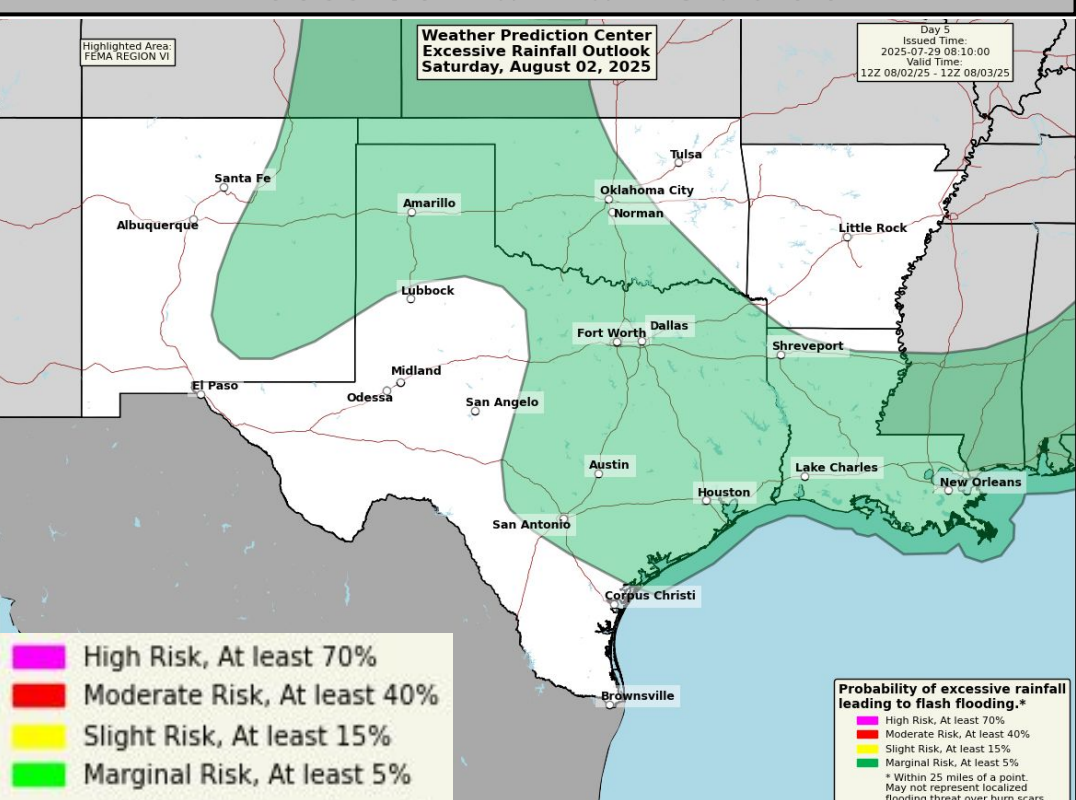 Highlighted Area:
FEMA REGION VI
Weather Prediction Center
Excessive Rainfall Outlook
Saturday, August 02, 2025
Day 5
Issued Time:
2025-07-29 08:10:00
Valid Time:
12Z 08/02/25 - 12Z 08/03/25
Tulsa
Santa Fe
Oklahoma City
Amarillo
Norman
Albuquerque
Little Rock
Lubbock
Dallas
Fort Worth
Shreveport
Midland
El Paso
Odessa
San Angelo
Austin
Lake Charles
New Orleans
Houston
San Antonio
Corpus Christi
Brownsville
High Risk, At least 70%
Moderate Risk, At least 40%
Slight Risk, At least 15%
Marginal Risk, At least 5%
Probability of excessive rainfall
leading to flash flooding.*
High Risk, At least 70%
Moderate Risk, At least 40%
Slight Risk, At least 15%
Marginal Risk, At least 5%
* Within 25 miles of a point.
May not represent localized
flooding threat over burn scars